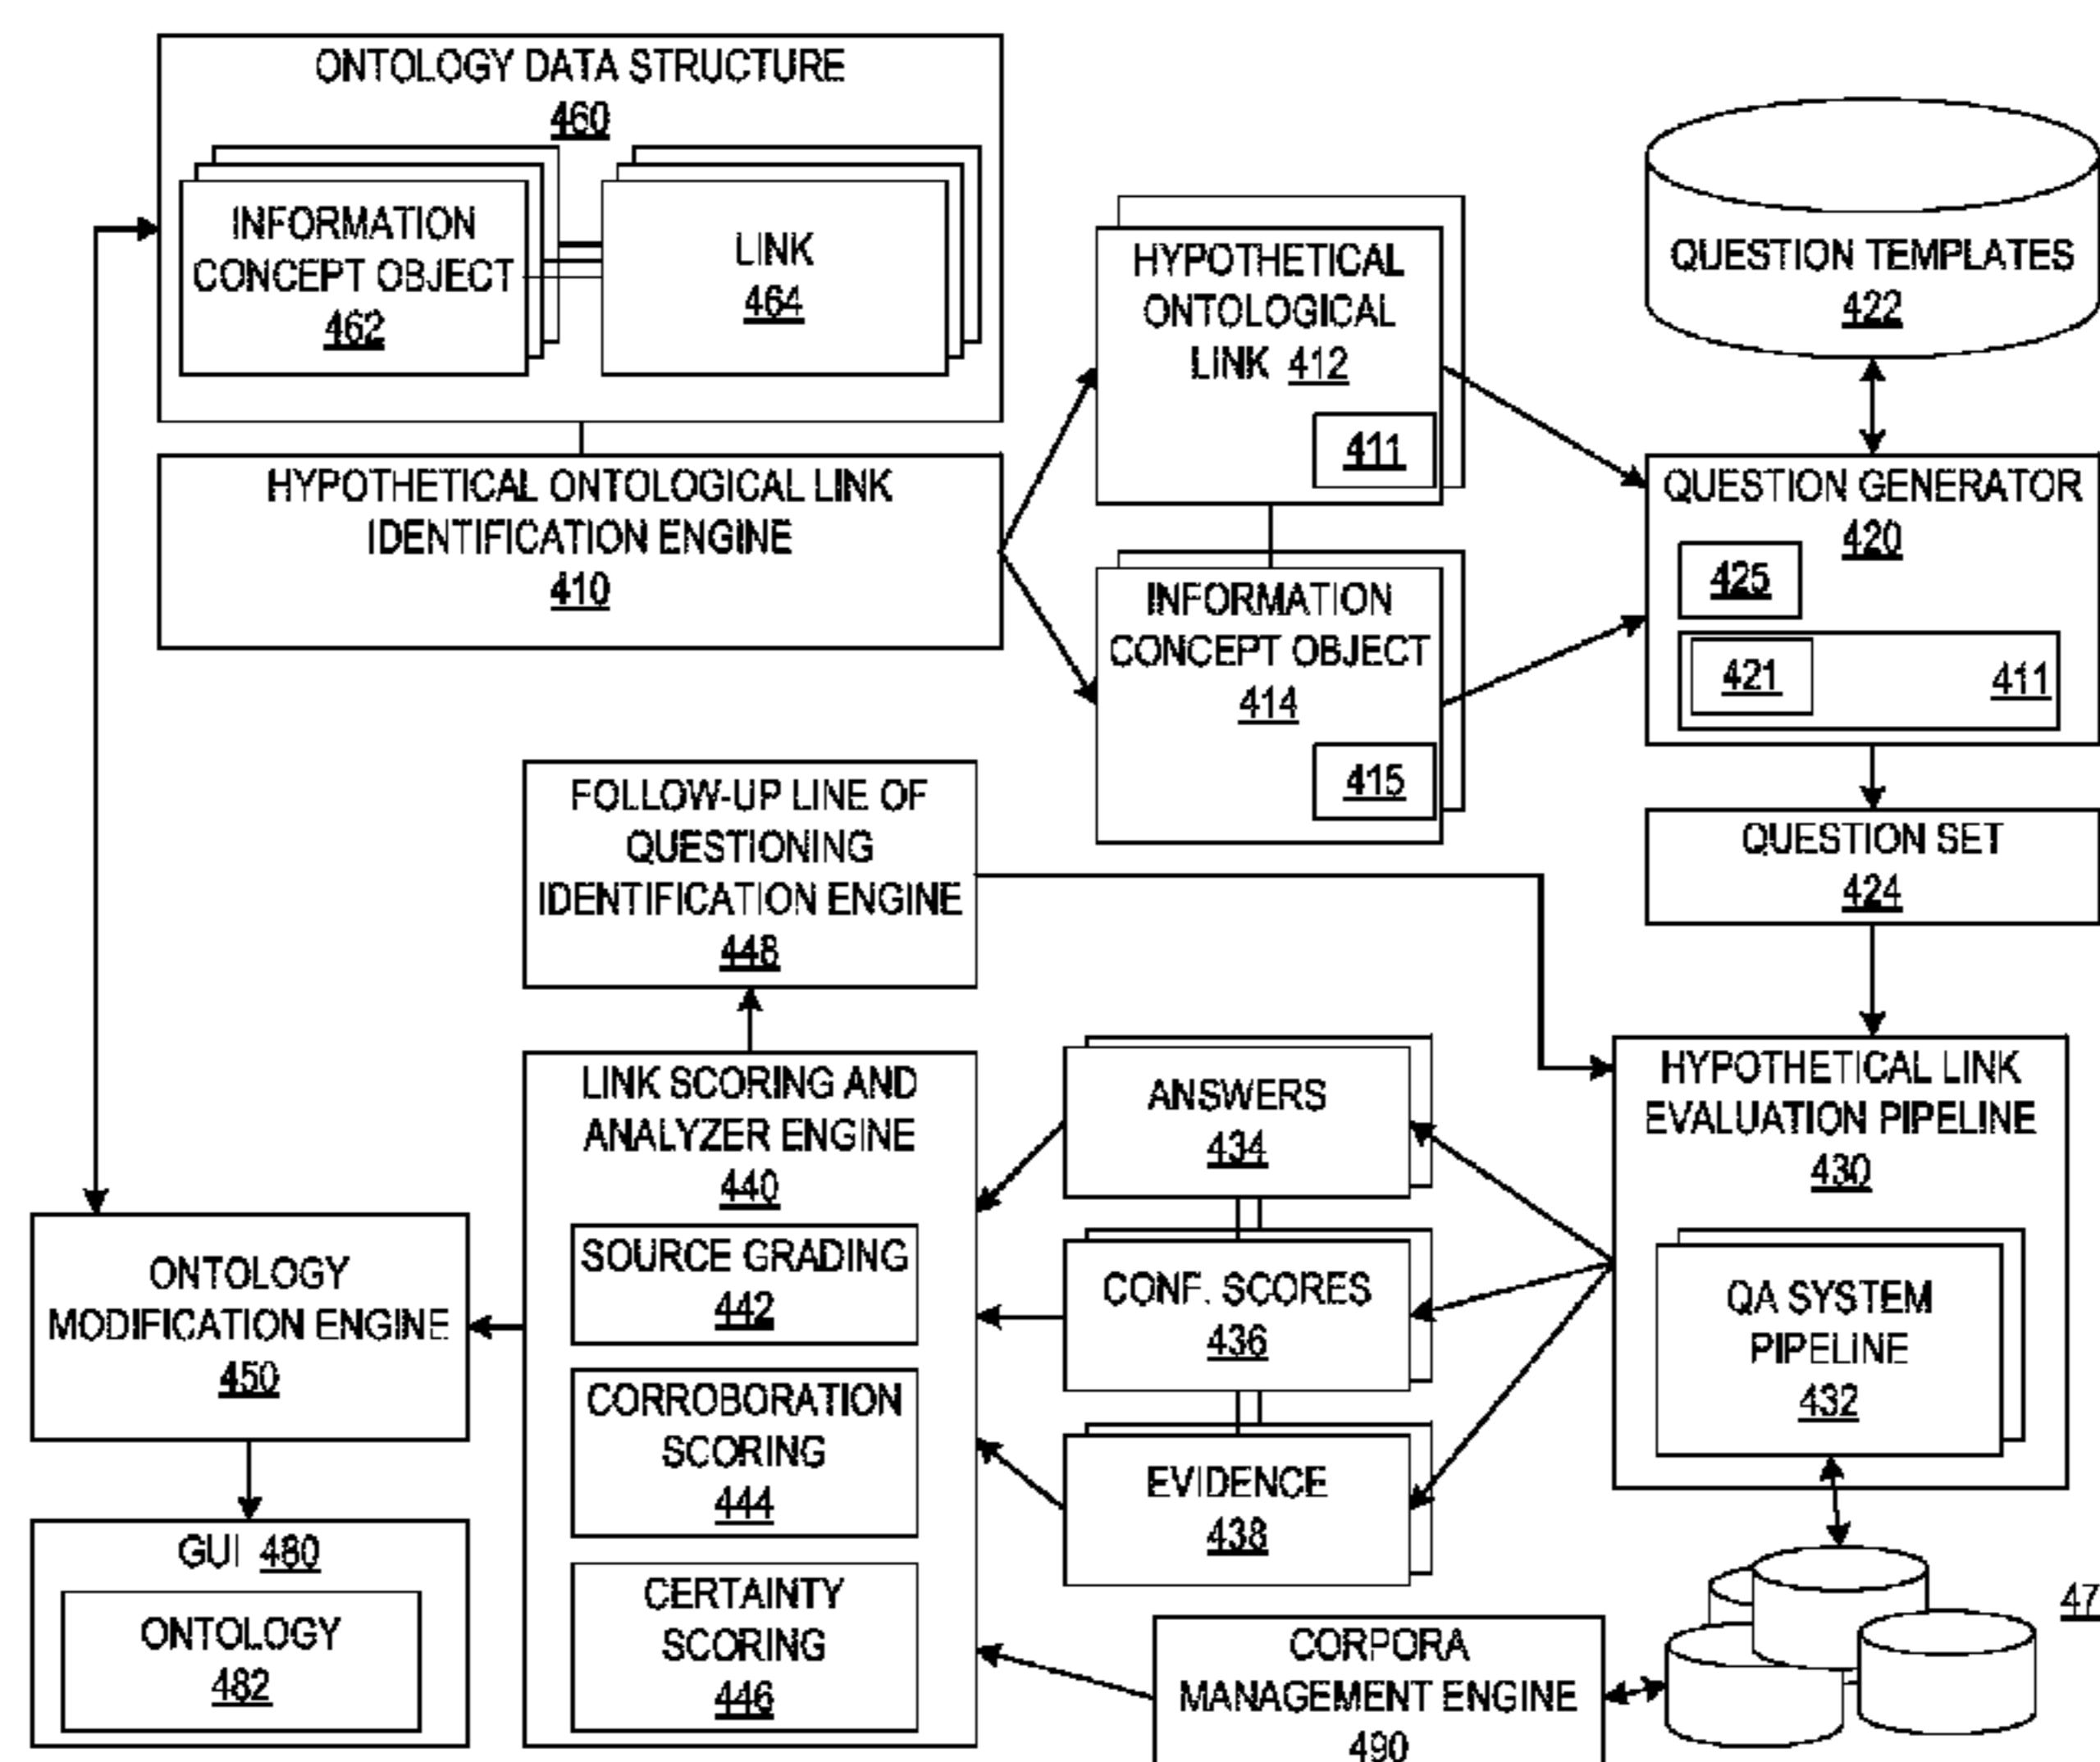 ONTOLOGY DATA STRUCTURE
460
INFORMATION
CONCEPT OBJECT
462
LINK
464
HYPOTHETICAL ONTOLOGICAL LINK
IDENTIFICATION ENGINE
410
HYPOTHETICAL
ONTOLOGICAL
LINK 412
411
INFORMATION
CONCEPT OBJECT
414
415
QUESTION TEMPLATES
422
QUESTION GENERATOR
420
425
421
411
QUESTION SET
424
FOLLOW-UP LINE OF
QUESTIONING
IDENTIFICATION ENGINE
448
LINK SCORING AND
ANALYZER ENGINE
440
SOURCE GRADING
442
CORROBORATION
SCORING
444
CERTAINTY
SCORING
446
ANSWERS
434
CONF. SCORES
436
EVIDENCE
438
HYPOTHETICAL LINK
EVALUATION PIPELINE
430
QA SYSTEM
PIPELINE
432
ONTOLOGY
MODIFICATION ENGINE
450
GUI 480
ONTOLOGY
482
CORPORA
MANAGEMENT ENGINE
490